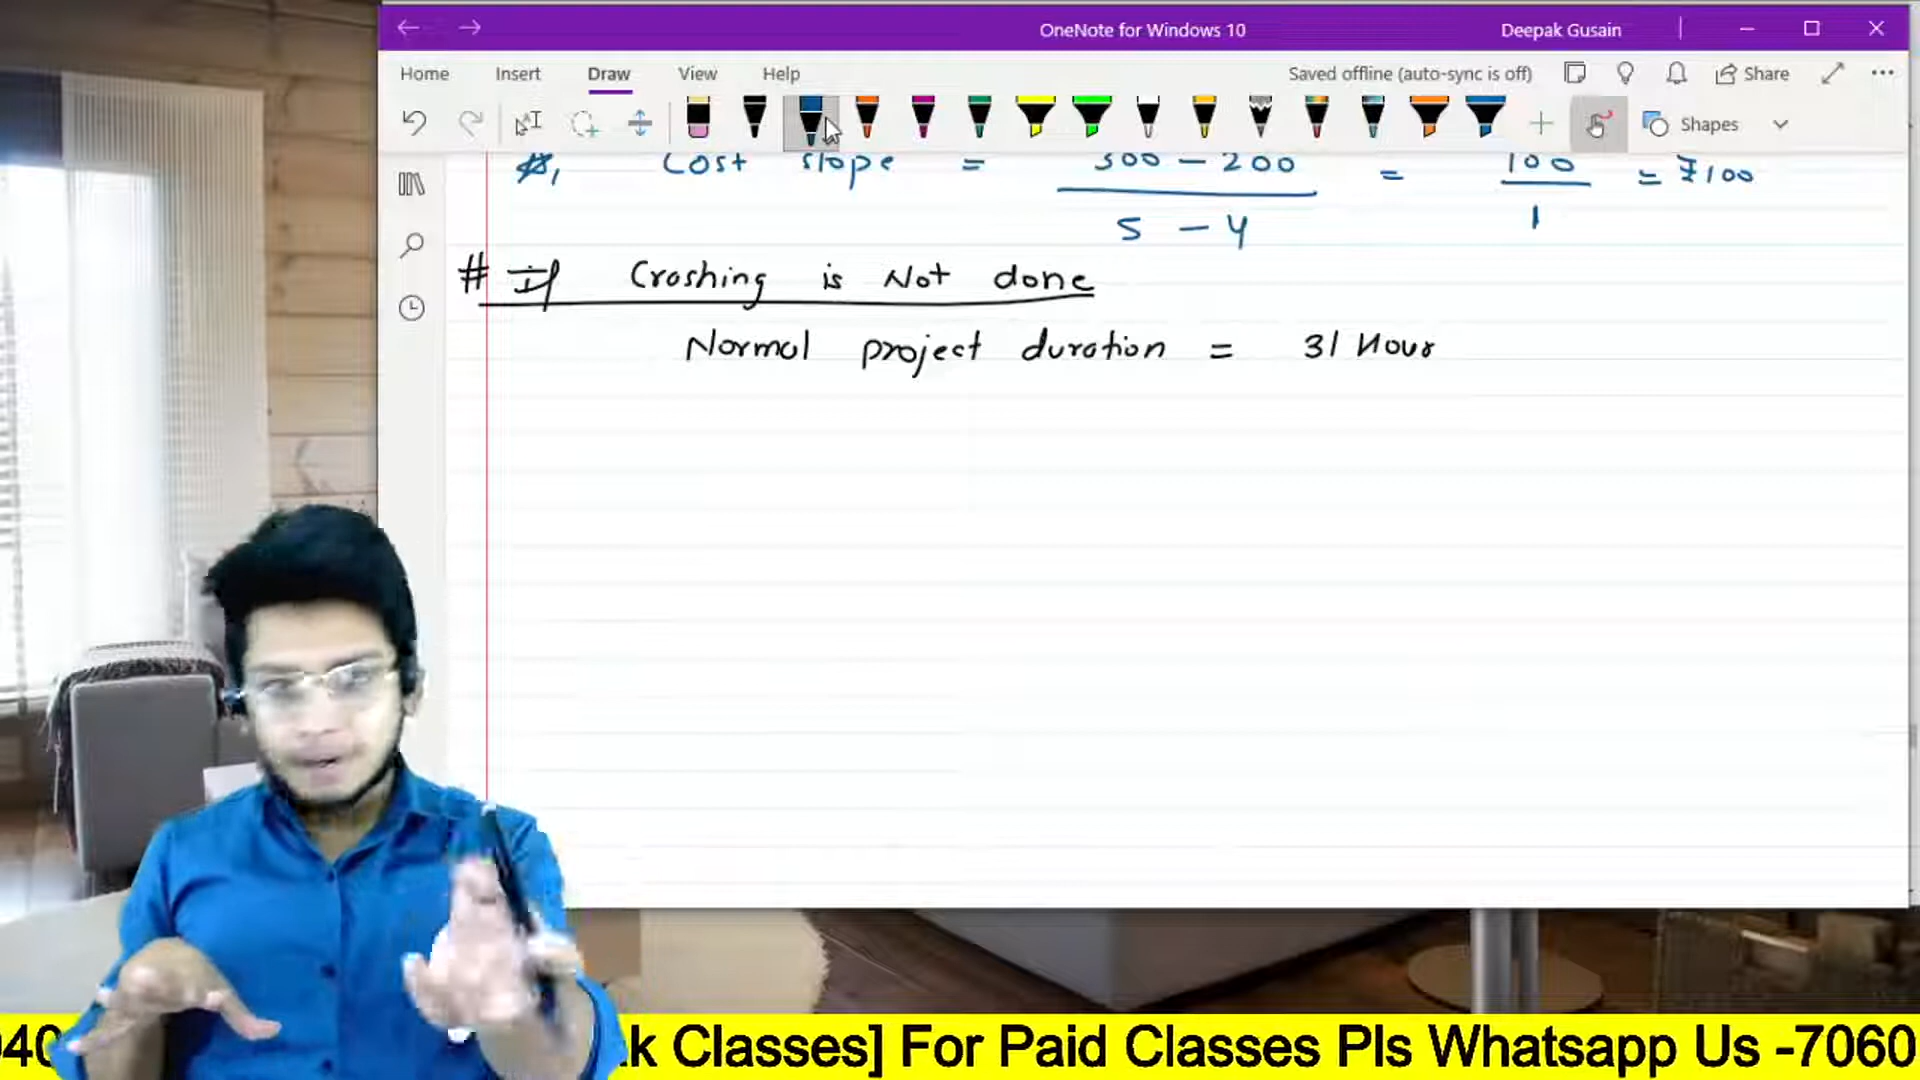 OneNote for Windows 10 Deepak Gusain
Home Insert Draw View Help Saved offline (auto-sync is off) Share
Shapes
Cost slope = 300 - 200 = 100 = ₹100
5 - 4 1
# If Crashing is Not done
Normal project duration = 31 Hour
040 k Classes] For Paid Classes Pls Whatsapp Us -7060